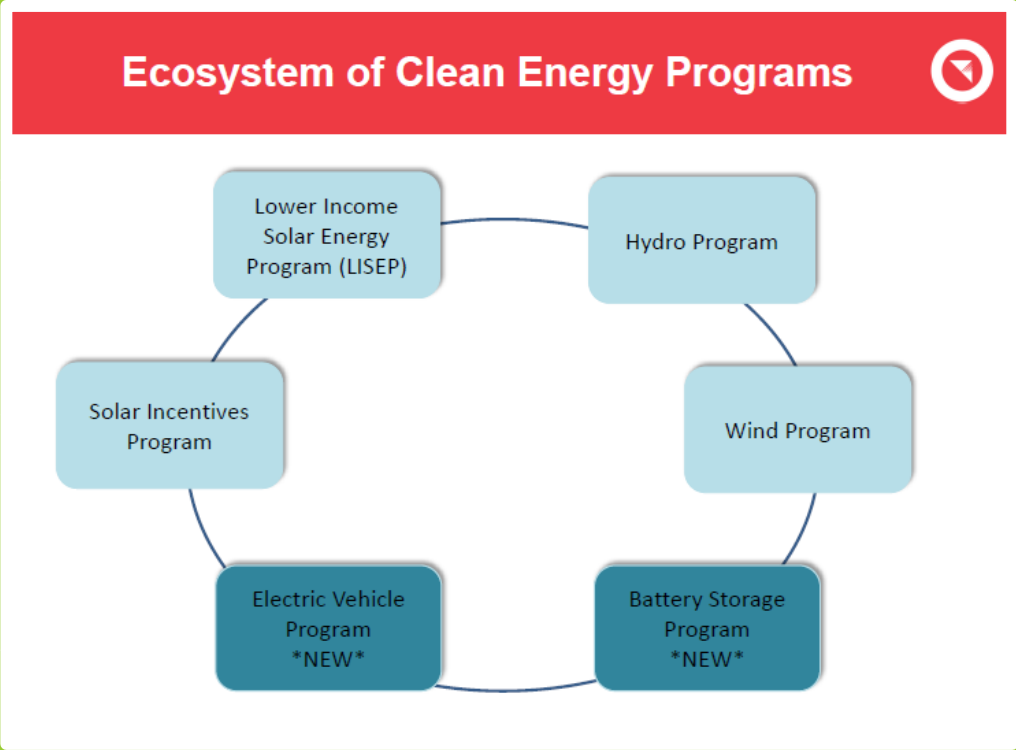 Ecosystem of Clean Energy Programs
Lower Income
Solar Energy
Program (LISEP)
Hydro Program
Solar Incentives
Program
Wind Program
Electric Vehicle
Program
*NEW*
Battery Storage
Program
*NEW*